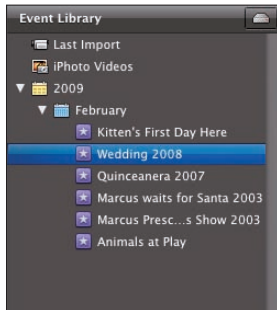 Event Library
Last Import
iPhoto Videos
2009
February
Kitten's First Day Here
Wedding 2008
Quinceanera 2007
Marcus waits for Santa 2003
Marcus Presc...s Show 2003
Animals at Play